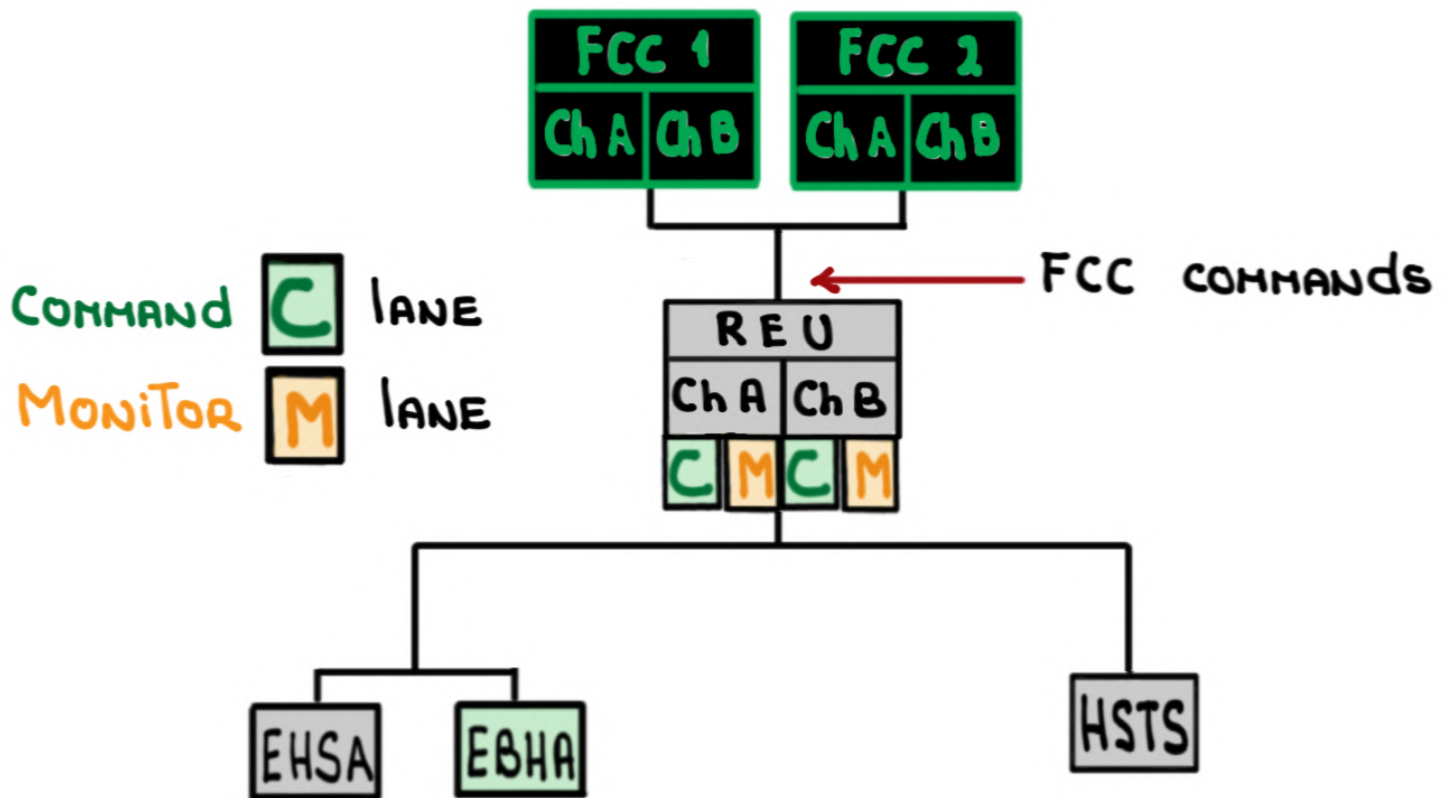 FCC 1
FCC 2
Ch A
Ch B
Ch A
Ch B
FCC COMMANDS
COMMAND C LANE
REU
MONITOR M LANE
Ch A
Ch B
C
M
C
M
EHSA
EBHA
HSTS